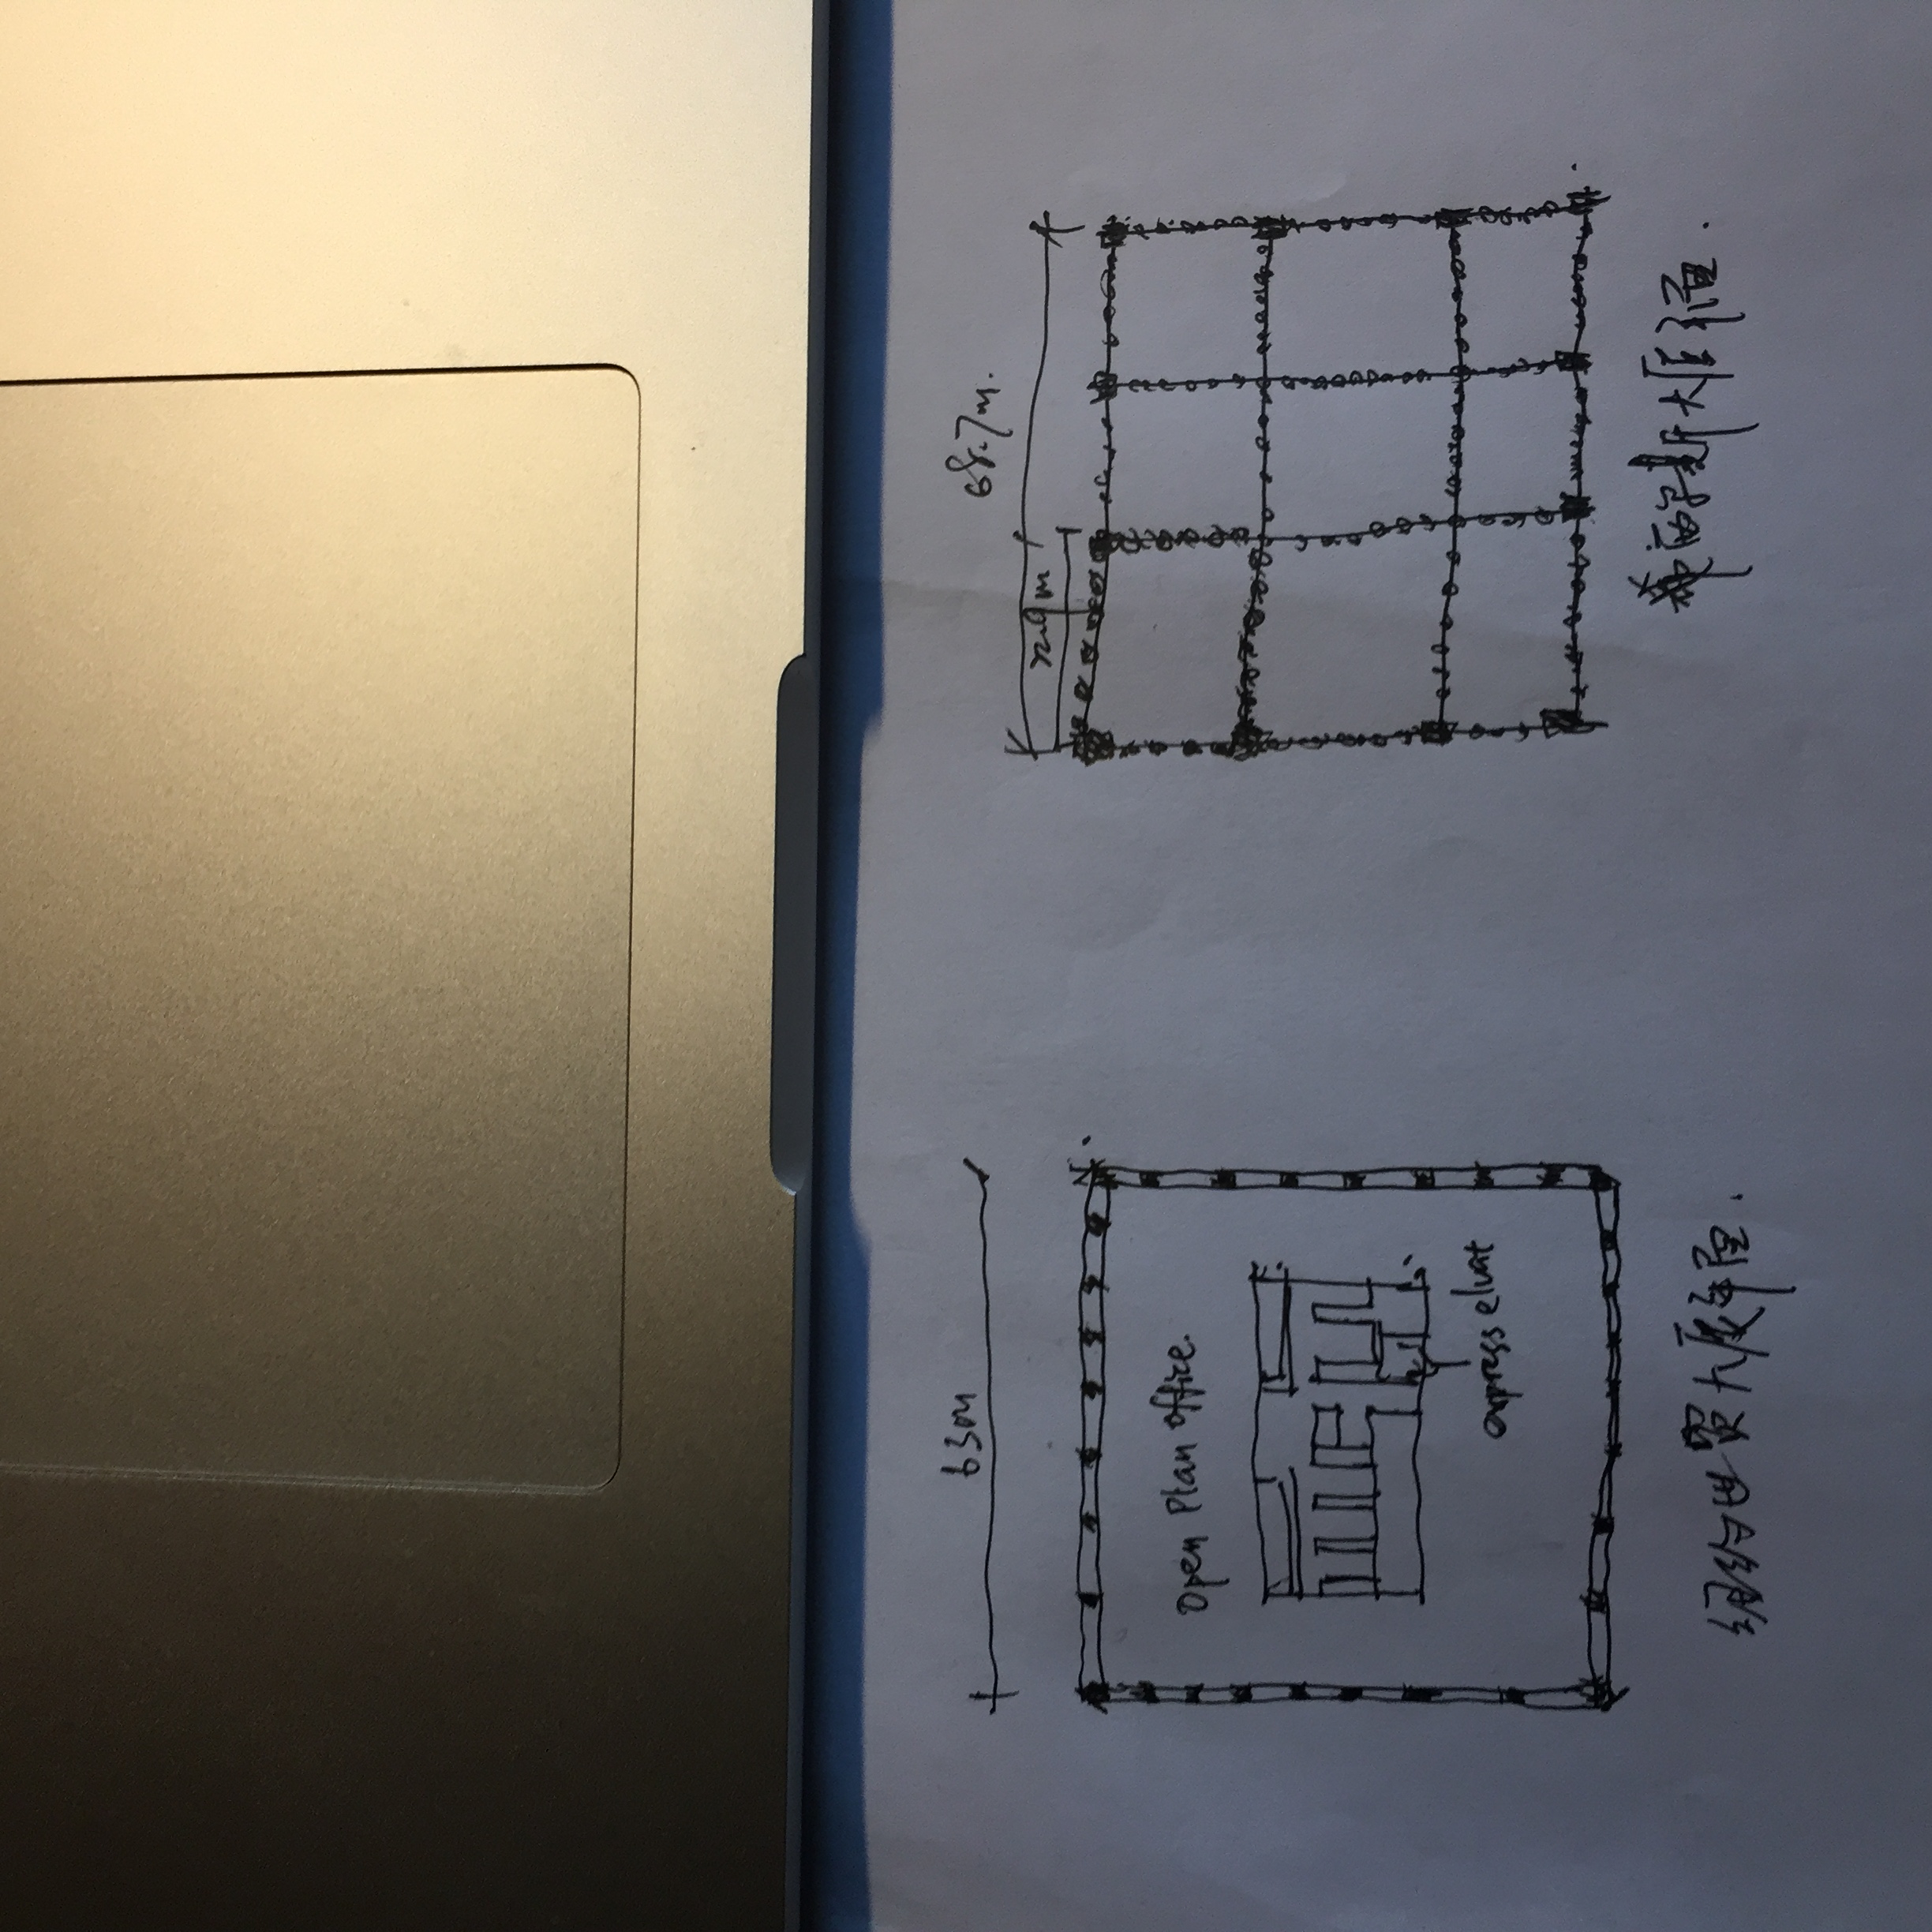 63m
68.7m.
22.9m
Open Plan office.
express elvat
纽约世贸大厦平面.
西尔斯大厦平面.